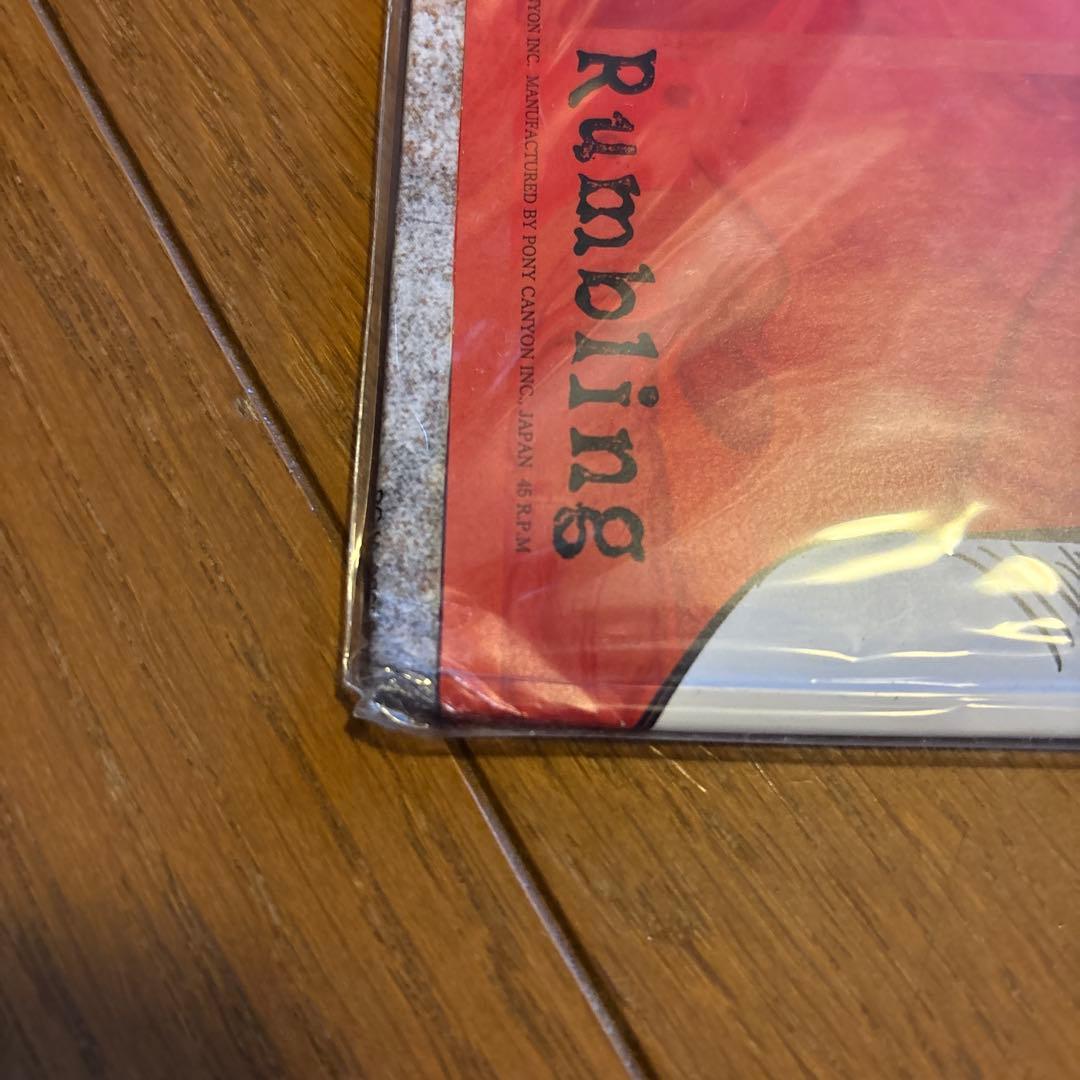 Rumbling
YON INC. MANUFACTURED BY PONY CANYON INC., JAPAN 45 R.P.M